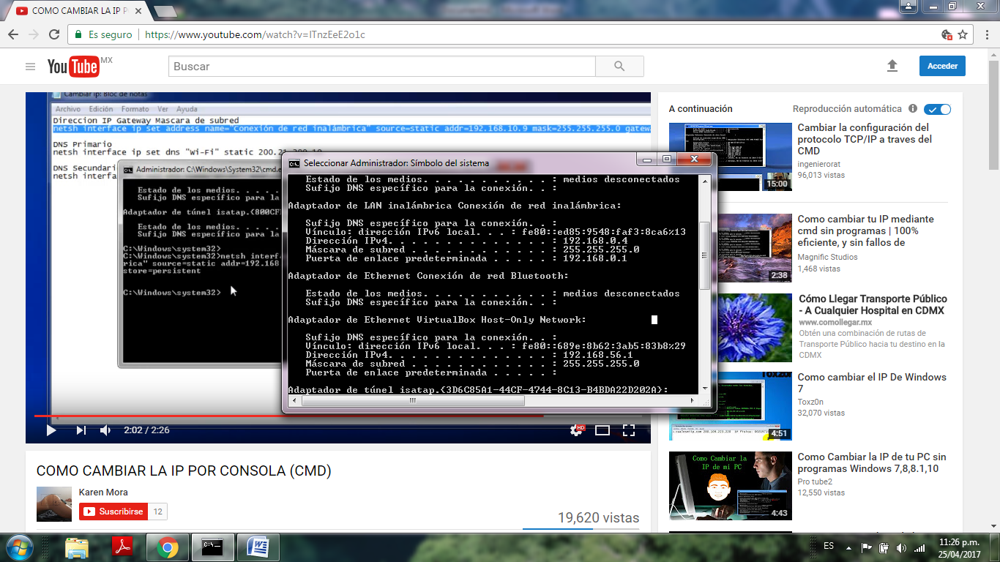 COMO CAMBIAR LA IP P
Es seguro
https://www.youtube.com/watch?v=ITnzEeE2o1c
YouTube MX
Buscar
Acceder
Cambiar ip: Bloc de notas
Archivo Edición Formato Ver Ayuda
Direccion IP Gateway Mascara de subred
netsh interface ip set address name="Conexión de red inalámbrica" source=static addr=192.168.10.9 mask=255.255.255.0 gatewa
DNS Primario
netsh interface ip set dns "Wi-Fi" static 200.21.200.10
DNS Secundari
netsh interfa
Administrador: C:\Windows\System32\cmd.e
Estado de los medios. . . . .
Sufijo DNS específico para la
Adaptador de túnel isatap.{800CF
Estado de los medios. . . . .
Sufijo DNS específico para la
C:\Windows\system32>
C:\Windows\system32>netsh interf
rica" source=static addr=192.168
store=persistent
C:\Windows\system32>
Seleccionar Administrador: Símbolo del sistema
Estado de los medios. . . . . . . . . . . : medios desconectados
Sufijo DNS específico para la conexión. . :
Adaptador de LAN inalámbrica Conexión de red inalámbrica:
Sufijo DNS específico para la conexión. . :
Vínculo: dirección IPv6 local. . . : fe80::ed85:9548:faf3:8ca6%13
Dirección IPv4. . . . . . . . . . . . . . : 192.168.0.4
Máscara de subred . . . . . . . . . . . . : 255.255.255.0
Puerta de enlace predeterminada . . . . . : 192.168.0.1
Adaptador de Ethernet Conexión de red Bluetooth:
Estado de los medios. . . . . . . . . . . : medios desconectados
Sufijo DNS específico para la conexión. . :
Adaptador de Ethernet VirtualBox Host-Only Network:
Sufijo DNS específico para la conexión. . :
Vínculo: dirección IPv6 local. . . : fe80::689e:8b62:3ab5:83b8%29
Dirección IPv4. . . . . . . . . . . . . . : 192.168.56.1
Máscara de subred . . . . . . . . . . . . : 255.255.255.0
Puerta de enlace predeterminada . . . . . :
Adaptador de túnel isatap.{3D6C85A1-44CF-4744-8C13-B4BDA22D202A}:
2:02 / 2:26
HD
COMO CAMBIAR LA IP POR CONSOLA (CMD)
Karen Mora
Suscribirse 12
19,620 vistas
A continuación
Reproducción automática
Cambiar la configuración del
protocolo TCP/IP a traves del
CMD
ingenierorat
96,013 vistas
15:00
Como cambiar tu IP mediante
cmd sin programas | 100%
eficiente, y sin fallos de
Magnific Studios
1,468 vistas
2:38
Cómo Llegar Transporte Público
- A Cualquier Hospital en CDMX
www.comollegar.mx
Obtén una combinación de rutas de
Transporte Público hacia tu destino en la
CDMX
Como cambiar el IP De Windows
7
Toxz0n
32,070 vistas
4:51
Como Cambiar la
IP de mi PC
Como Cambiar la IP de tu PC sin
programas Windows 7,8,8.1,10
Pro tube2
12,550 vistas
4:43
ES
11:26 p.m.
25/04/2017